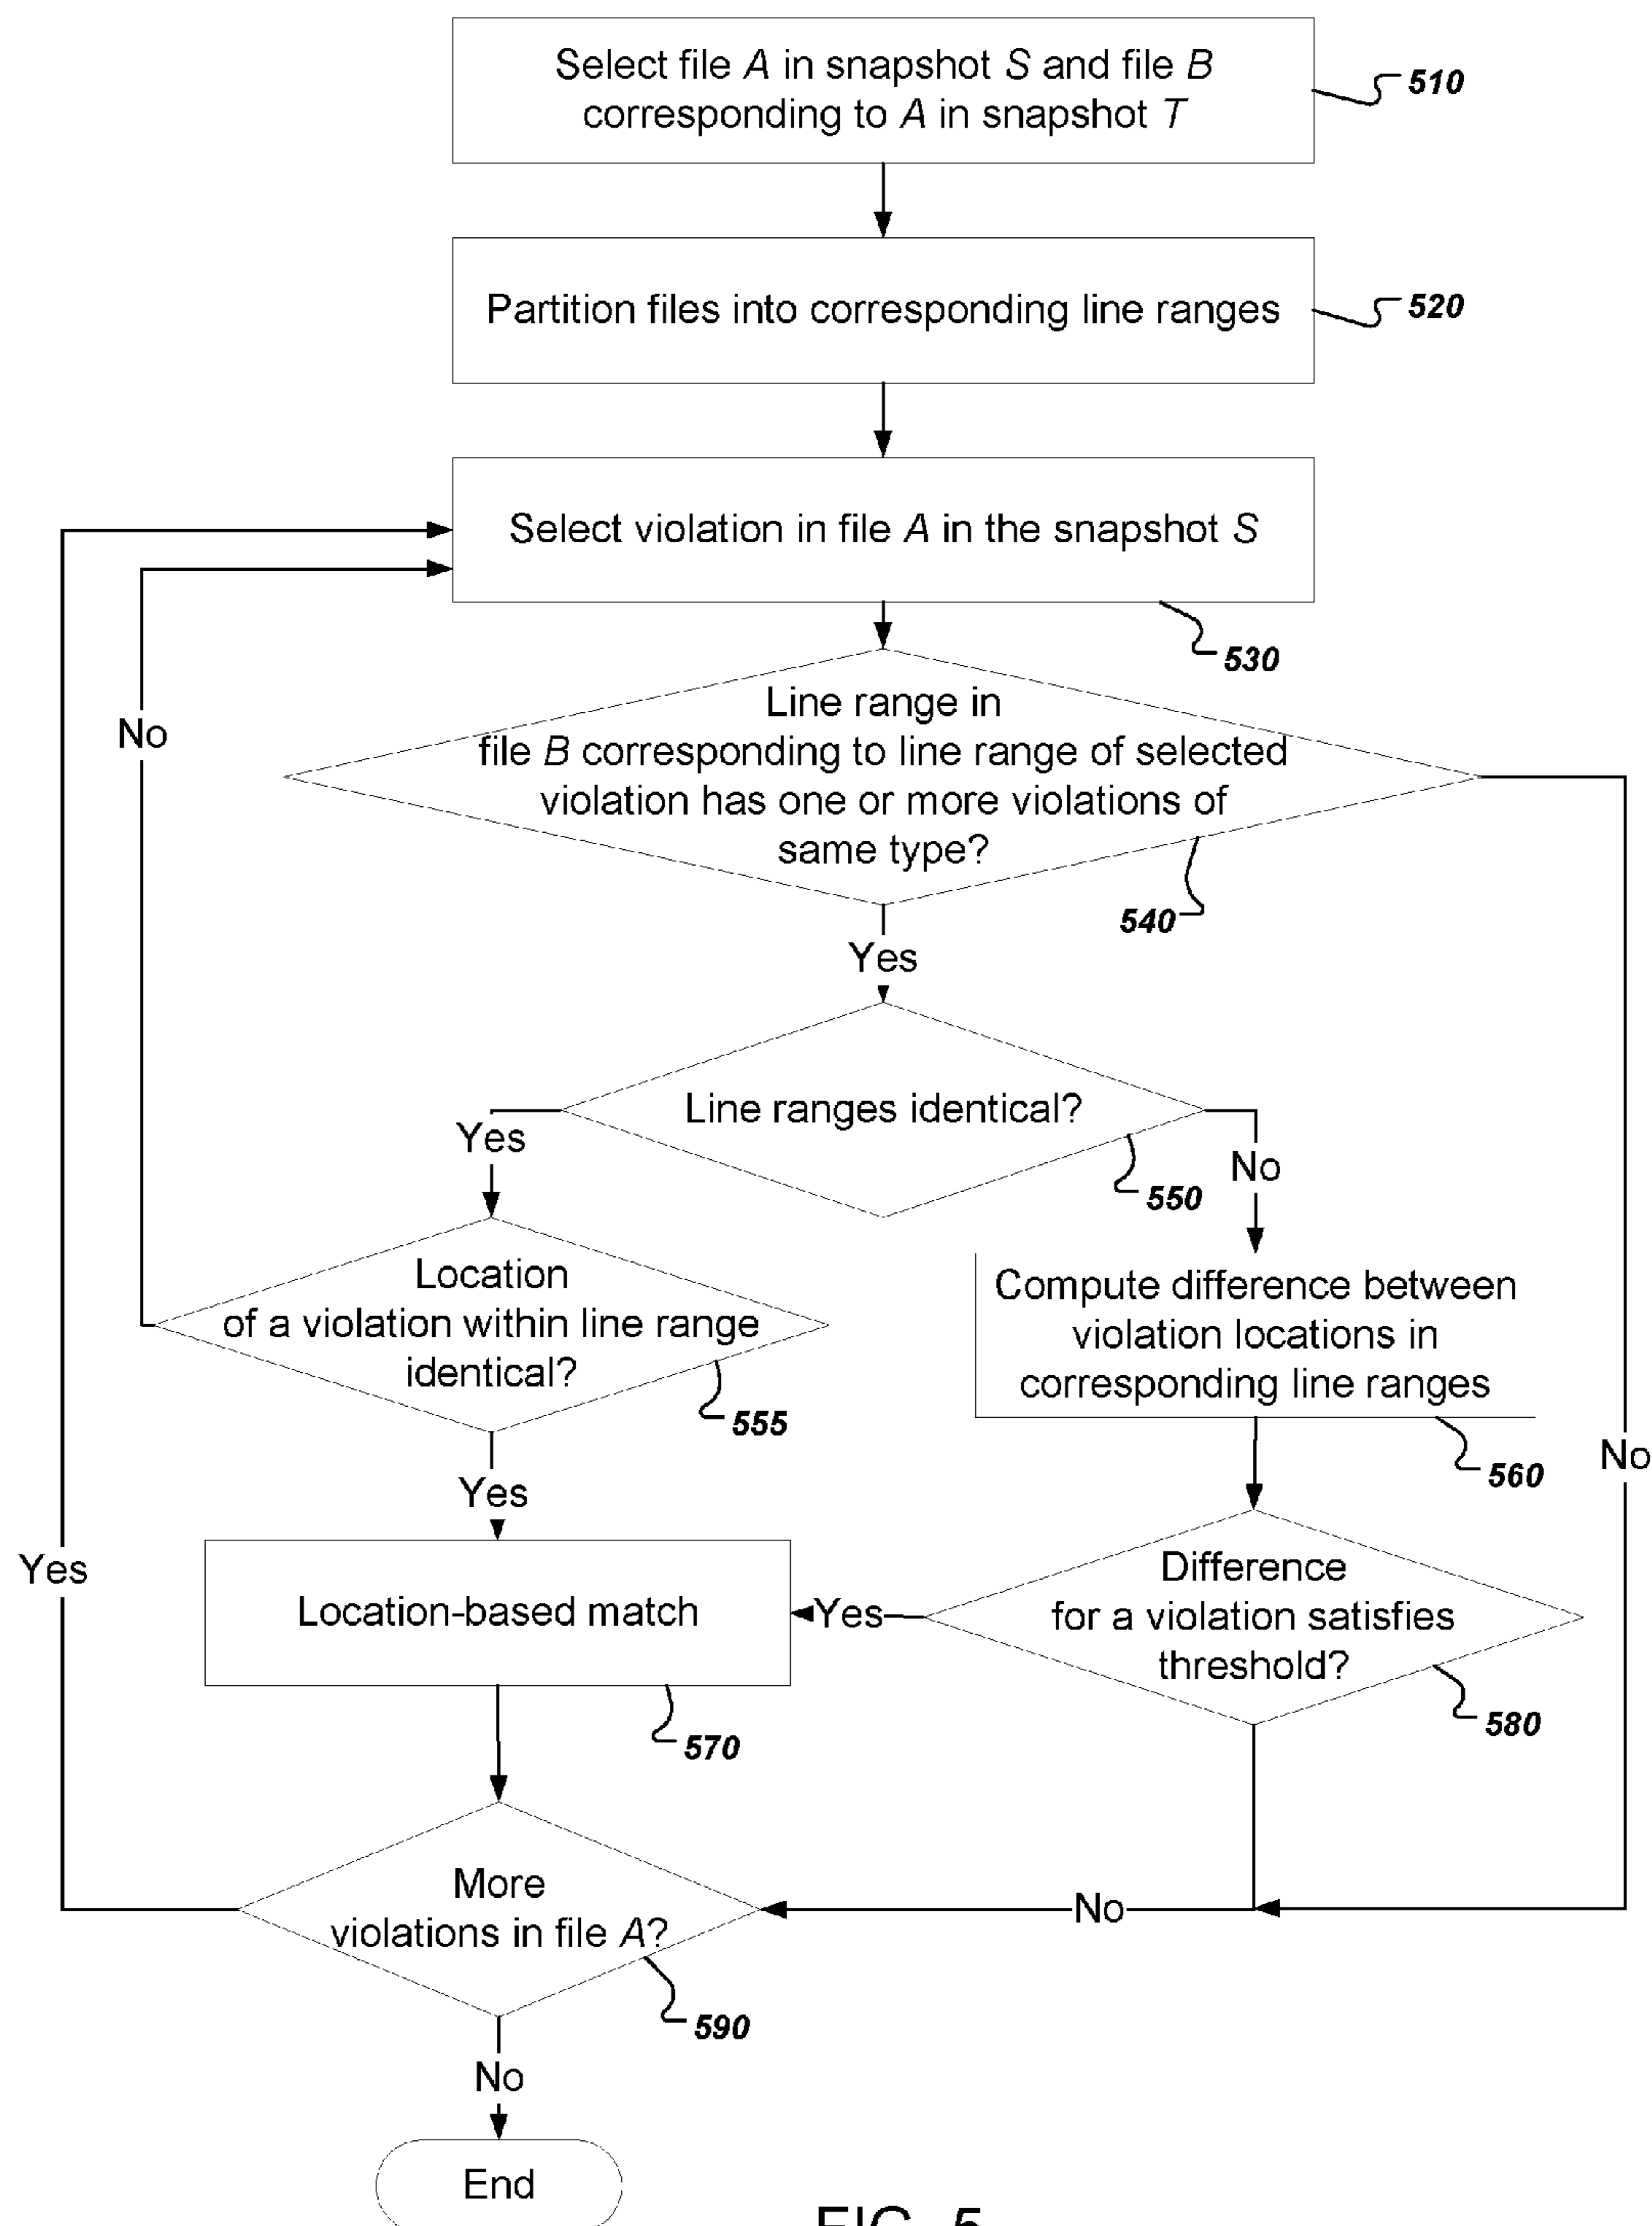 Select file A in snapshot S and file B
corresponding to A in snapshot T
510
Partition files into corresponding line ranges
520
Select violation in file A in the snapshot S
530
Line range in
file B corresponding to line range of selected
violation has one or more violations of
same type?
540
No
Yes
Line ranges identical?
550
Yes
No
Location
of a violation within line range
identical?
555
Compute difference between
violation locations in
corresponding line ranges
560
No
Yes
Yes
Location-based match
570
Yes
Difference
for a violation satisfies
threshold?
580
More
violations in file A?
590
No
No
End
FIG. 5